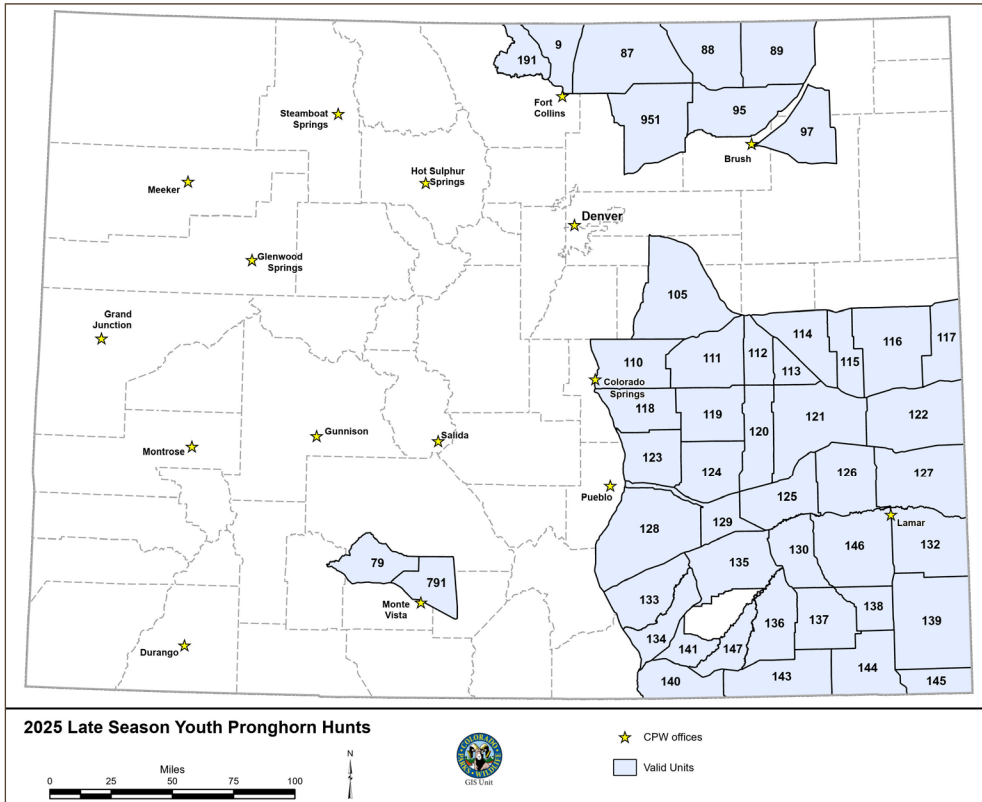 191
9
87
88
89
951
95
97
Fort
Collins
Steamboat
Springs
Brush
Hot Sulphur
Springs
Meeker
Denver
Glenwood
Springs
105
Grand
Junction
114
116
117
110
111
112
115
113
Colorado
Springs
118
119
121
122
120
Gunnison
Salida
Montrose
123
124
126
127
Pueblo
125
128
129
Lamar
130
146
132
135
79
791
Monte
Vista
133
138
136
137
139
134
141
147
Durango
140
143
144
145
2025 Late Season Youth Pronghorn Hunts
Miles
0 25 50 75 100
N
COLORADO
PARKS & WILDLIFE
GIS Unit
CPW offices
Valid Units